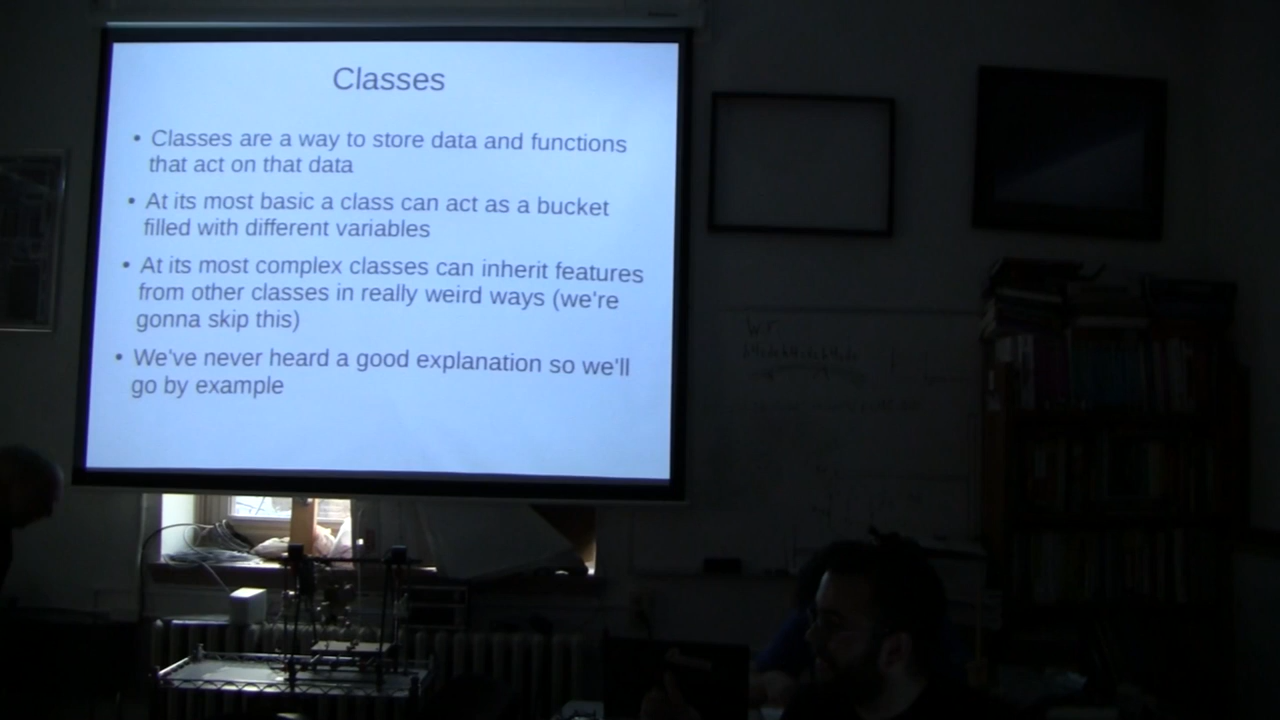 Classes
• Classes are a way to store data and functions
that act on that data
• At its most basic a class can act as a bucket
filled with different variables
• At its most complex classes can inherit features
from other classes in really weird ways (we're
gonna skip this)
• We've never heard a good explanation so we'll
go by example